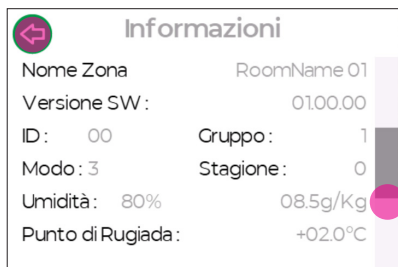 Informazioni
Nome Zona RoomName 01
Versione SW : 01.00.00
ID : 00 Gruppo : 1
Modo : 3 Stagione : 0
Umidità : 80% 08.5g/Kg
Punto di Rugiada : +02.0°C